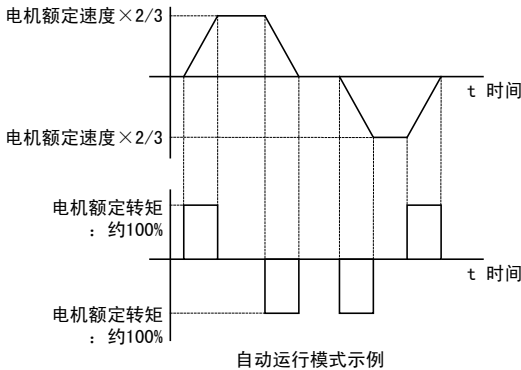 电机额定速度×2/3
t 时间
电机额定速度×2/3
电机额定转矩
：约100%
t 时间
电机额定转矩
：约100%
自动运行模式示例